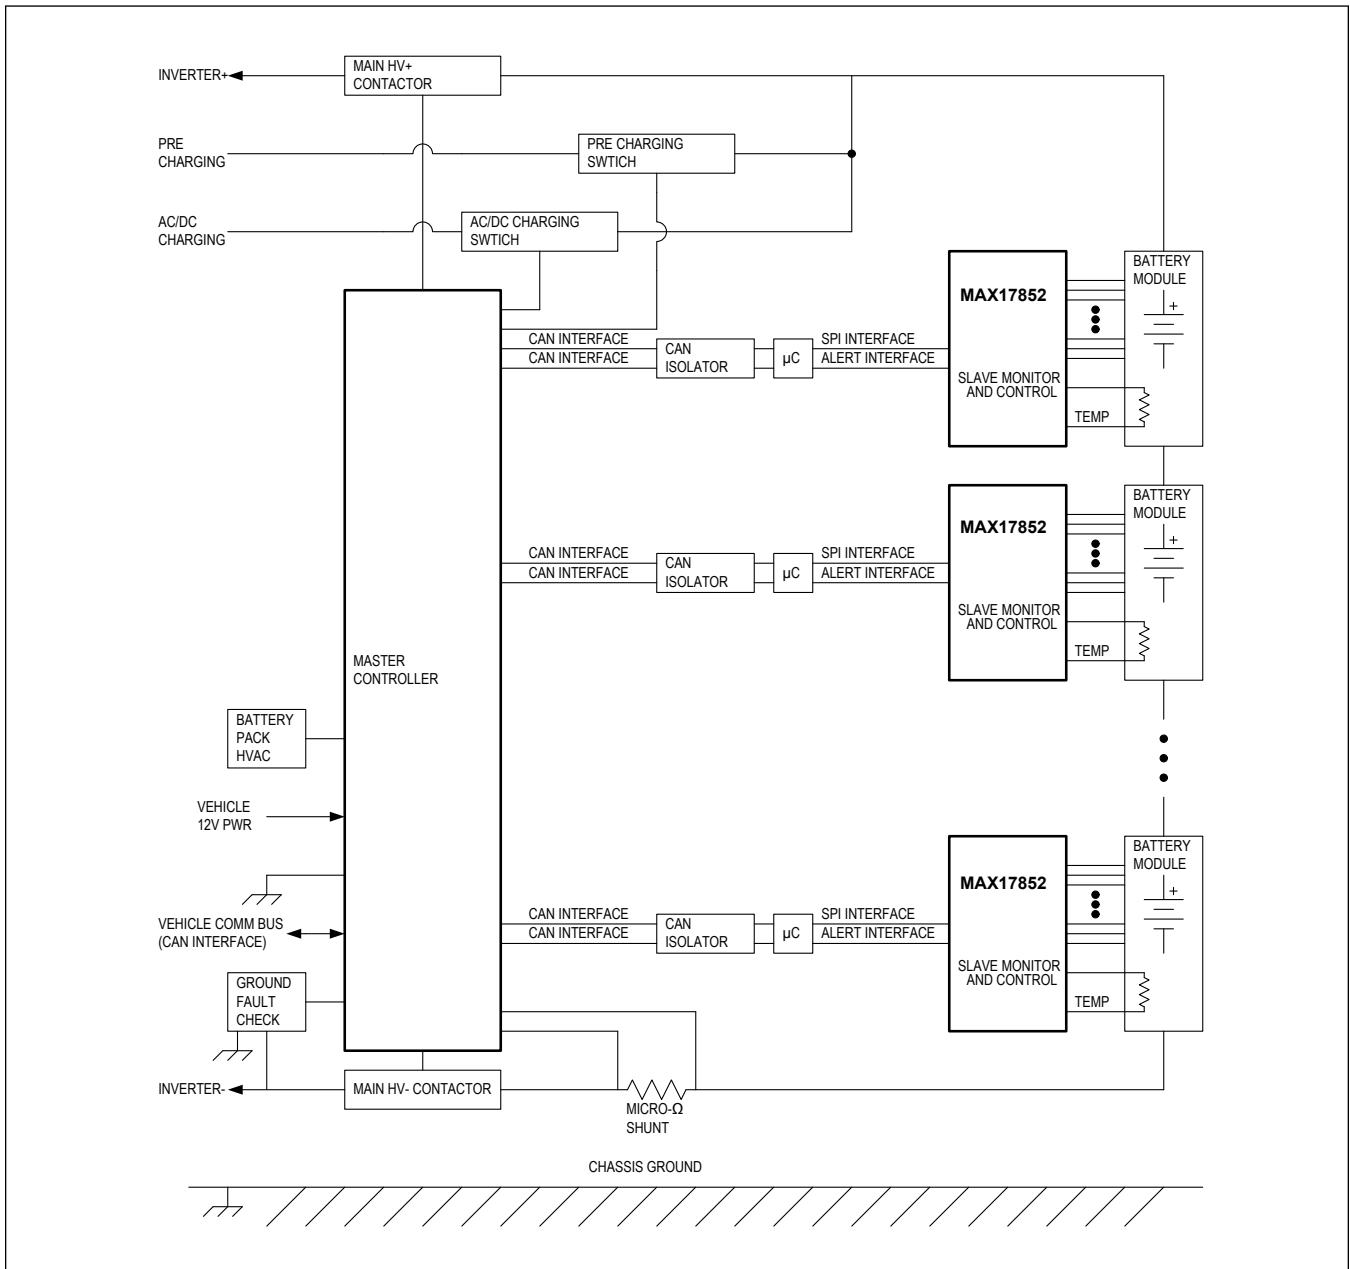 INVERTER+
MAIN HV+
CONTACTOR
PRE
CHARGING
PRE CHARGING
SWTICH
AC/DC
CHARGING
AC/DC CHARGING
SWTICH
BATTERY
MODULE
+
MAX17852
CAN INTERFACE
CAN INTERFACE
CAN
ISOLATOR
µC
SPI INTERFACE
ALERT INTERFACE
SLAVE MONITOR
AND CONTROL
TEMP
BATTERY
MODULE
+
MAX17852
CAN INTERFACE
CAN INTERFACE
CAN
ISOLATOR
µC
SPI INTERFACE
ALERT INTERFACE
SLAVE MONITOR
AND CONTROL
TEMP
MASTER
CONTROLLER
BATTERY
PACK
HVAC
VEHICLE
12V PWR
BATTERY
MODULE
+
MAX17852
CAN INTERFACE
CAN INTERFACE
CAN
ISOLATOR
µC
SPI INTERFACE
ALERT INTERFACE
SLAVE MONITOR
AND CONTROL
TEMP
VEHICLE COMM BUS
(CAN INTERFACE)
GROUND
FAULT
CHECK
INVERTER-
MAIN HV- CONTACTOR
MICRO-Ω
SHUNT
CHASSIS GROUND